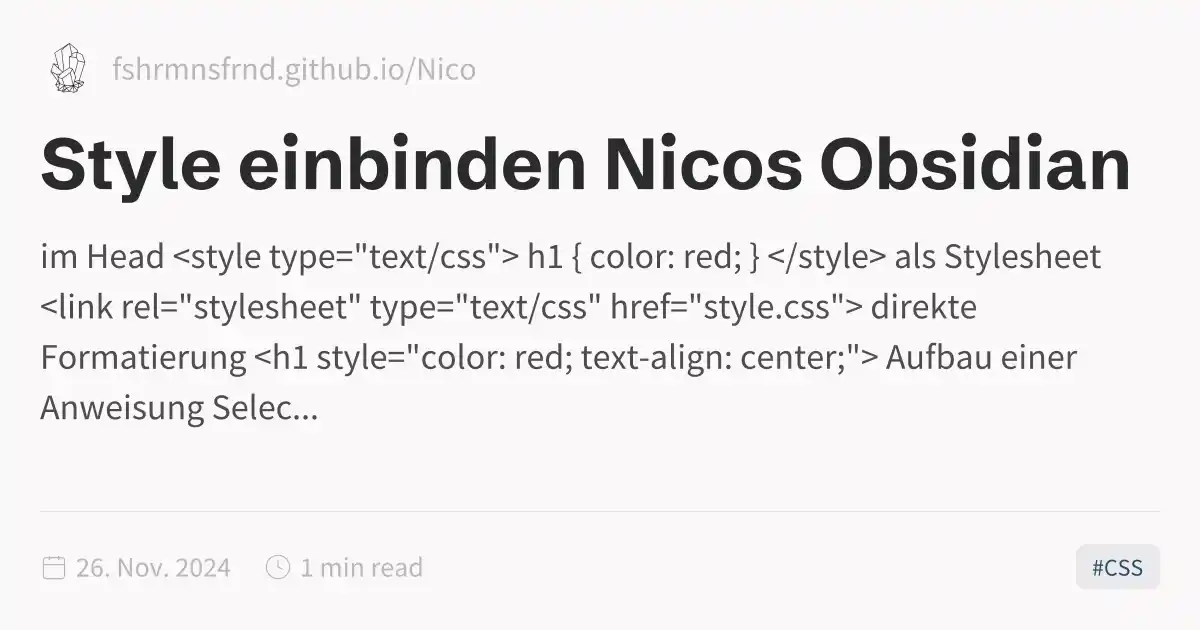 fshrmnsfrnd.github.io/Nico
Style einbinden Nicos Obsidian
im Head <style type="text/css"> h1 { color: red; } </style> als Stylesheet
<link rel="stylesheet" type="text/css" href="style.css"> direkte
Formatierung <h1 style="color: red; text-align: center;"> Aufbau einer
Anweisung Selec...
26. Nov. 2024
1 min read
#CSS